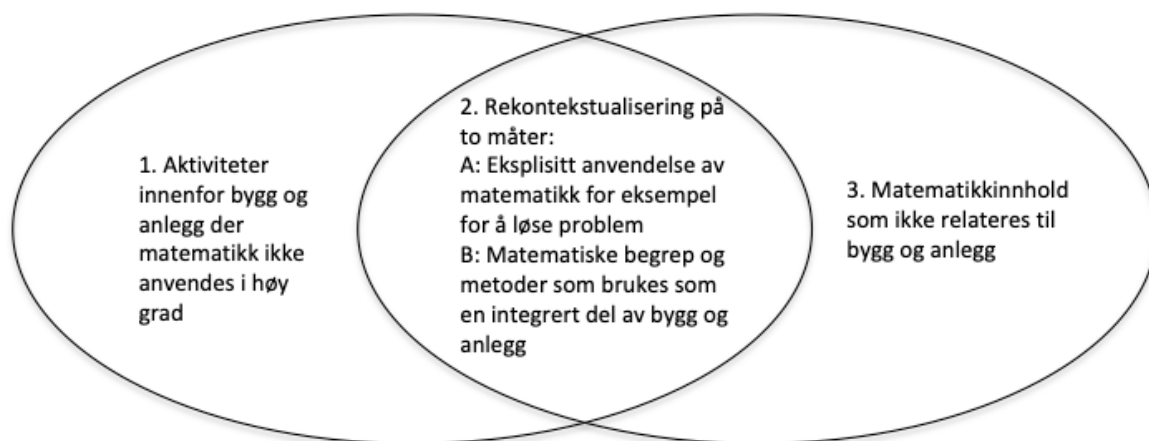 1. Aktiviteter
innenfor bygg og
anlegg der
matematikk ikke
anvendes i høy
grad
2. Rekontekstualisering på
to måter:
A: Eksplisitt anvendelse av
matematikk for eksempel
for å løse problem
B: Matematiske begrep og
metoder som brukes som
en integrert del av bygg og
anlegg
3. Matematikkinnhold
som ikke relateres til
bygg og anlegg